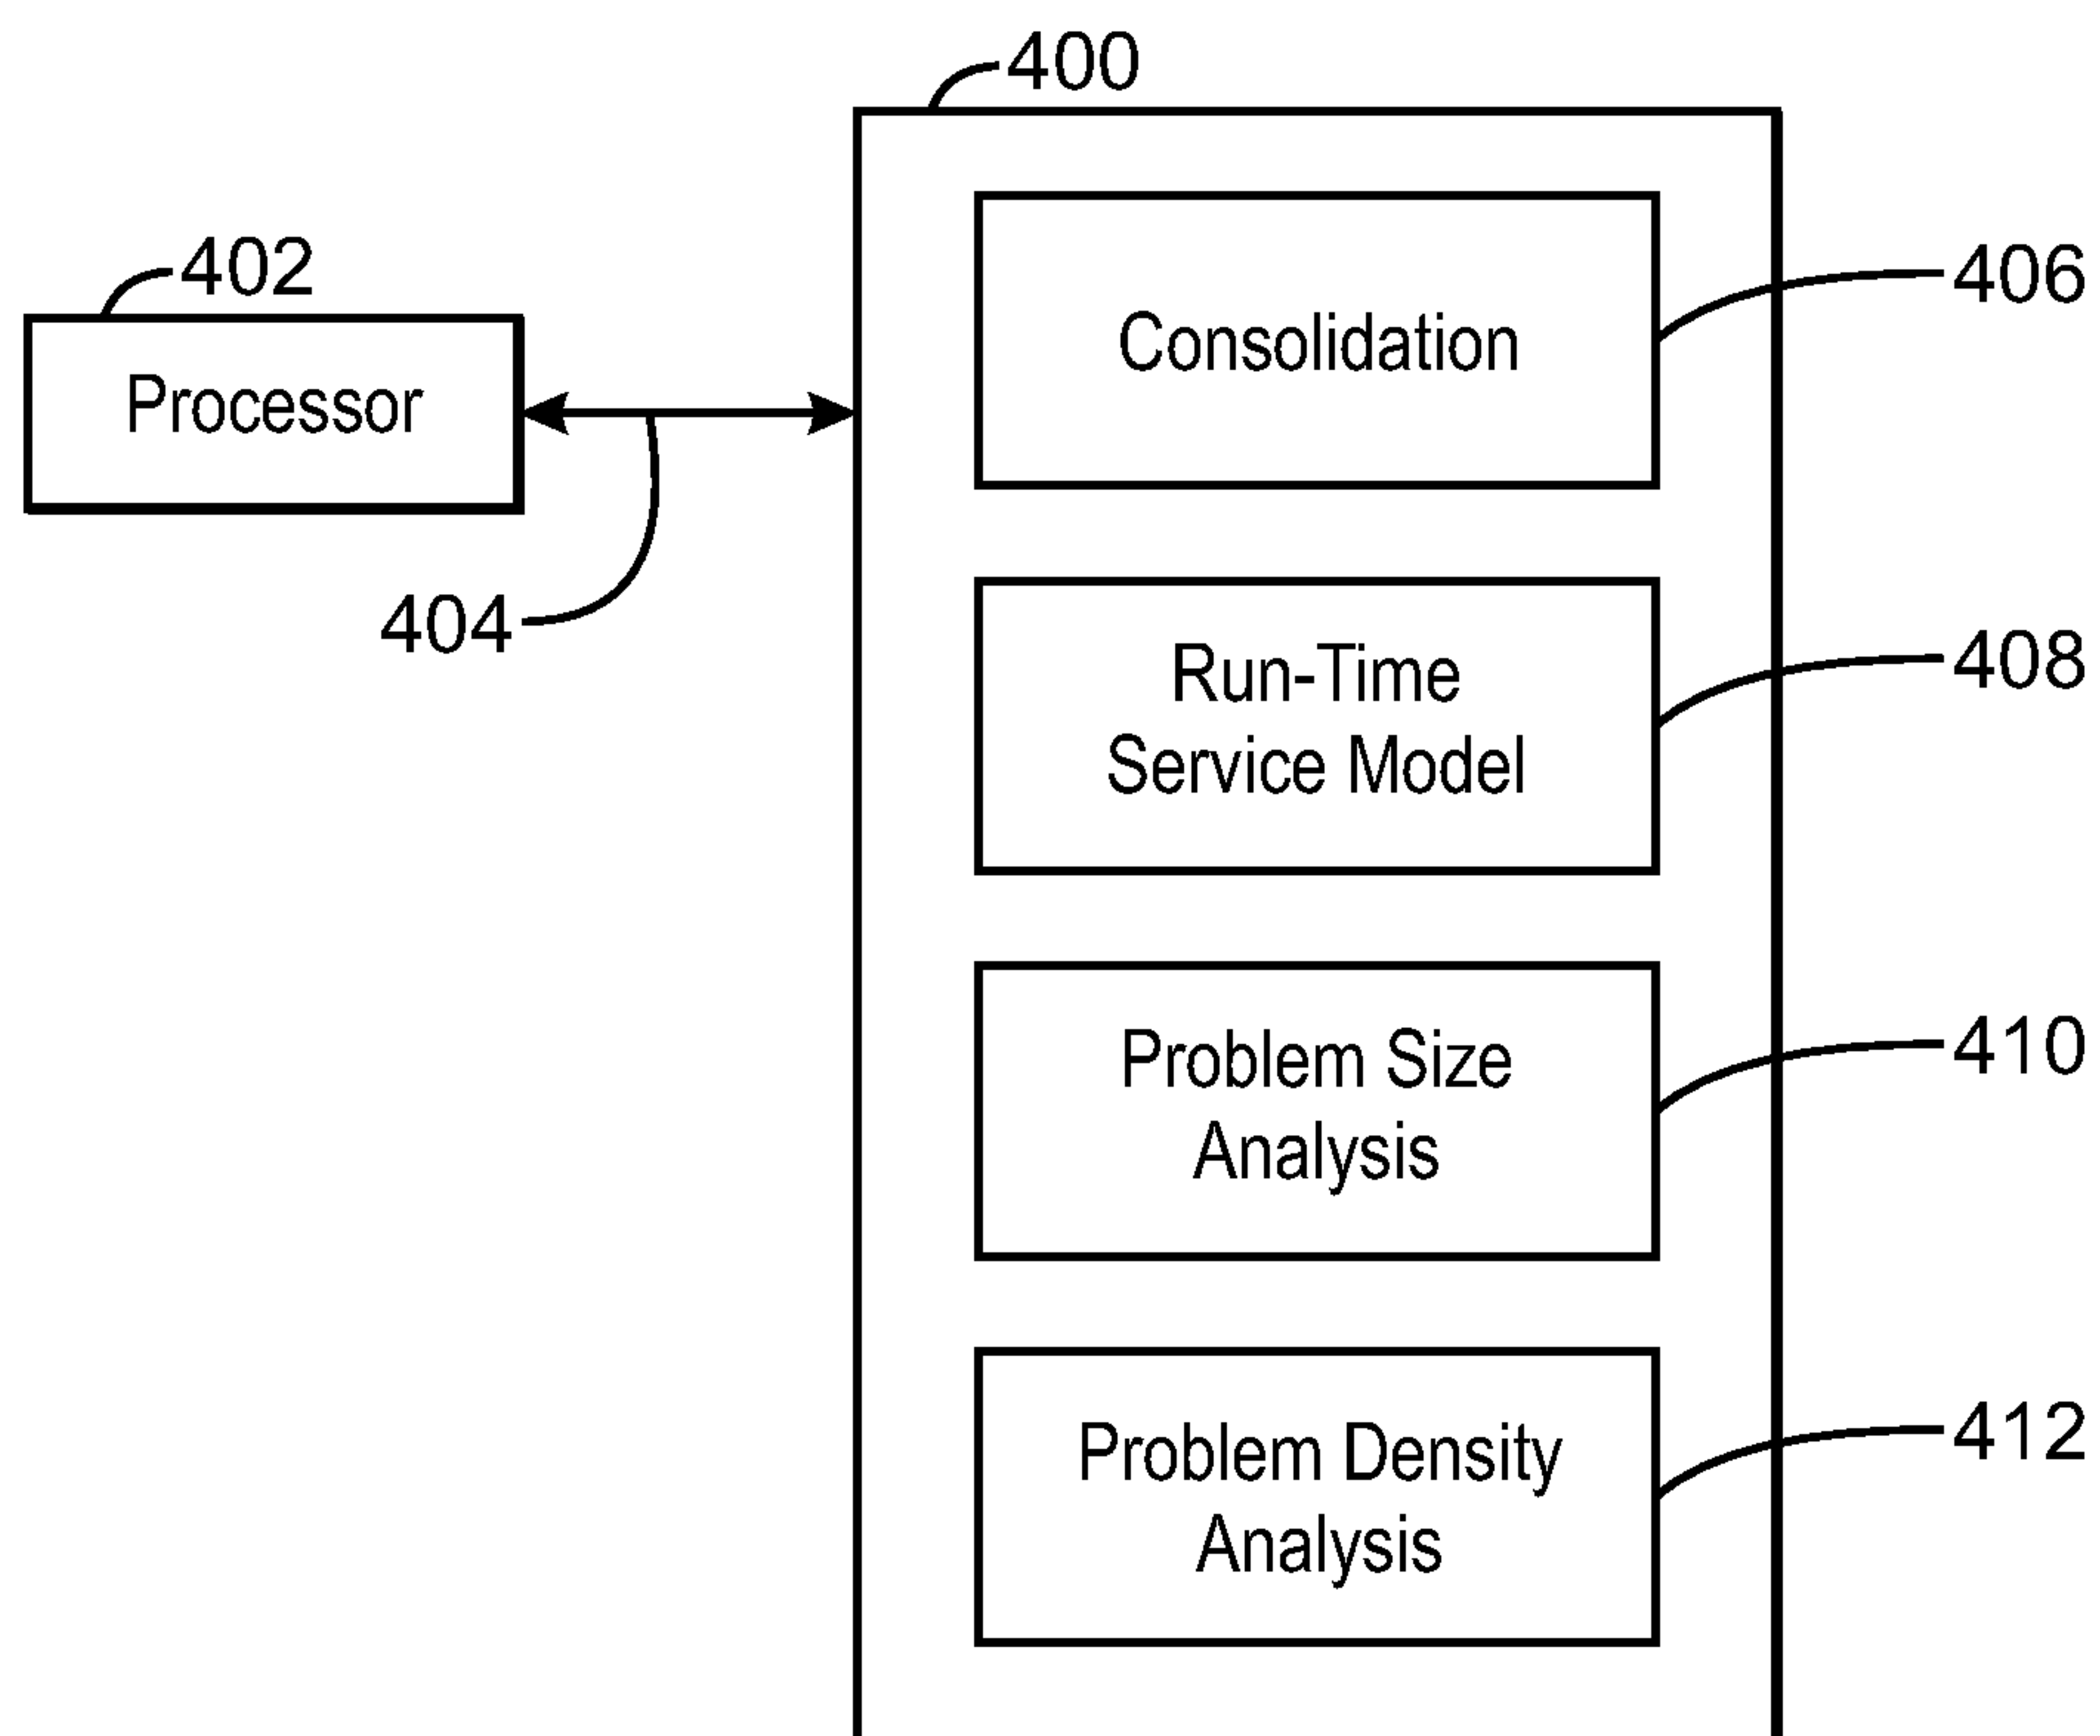 400
402
Processor
404
Consolidation
406
Run-Time
Service Model
408
Problem Size
Analysis
410
Problem Density
Analysis
412